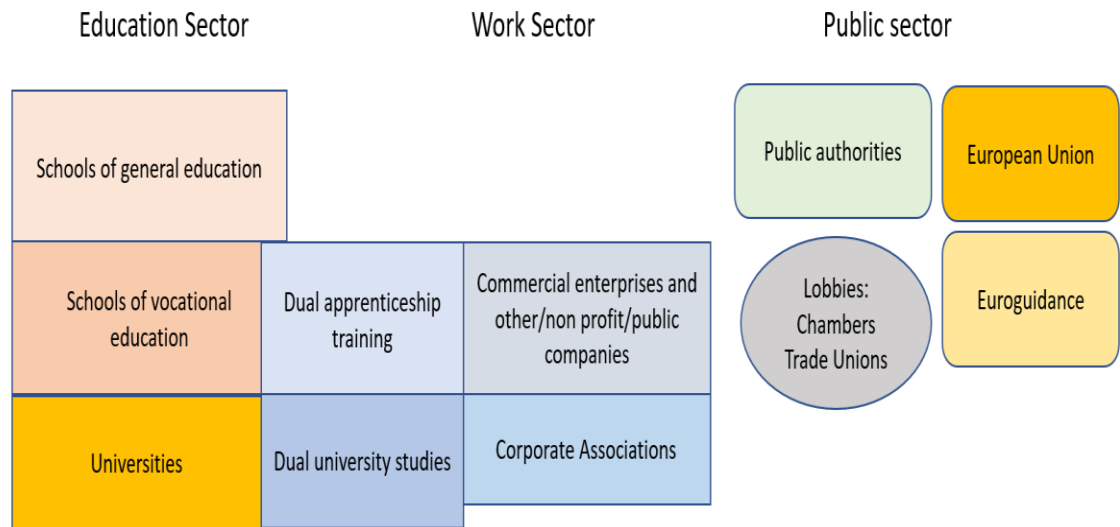 Education Sector
Work Sector
Public sector
Schools of general education
Public authorities
European Union
Schools of vocational
education
Dual apprenticeship
training
Commercial enterprises and
other/non profit/public
companies
Lobbies:
Chambers
Trade Unions
Euroguidance
Universities
Dual university studies
Corporate Associations